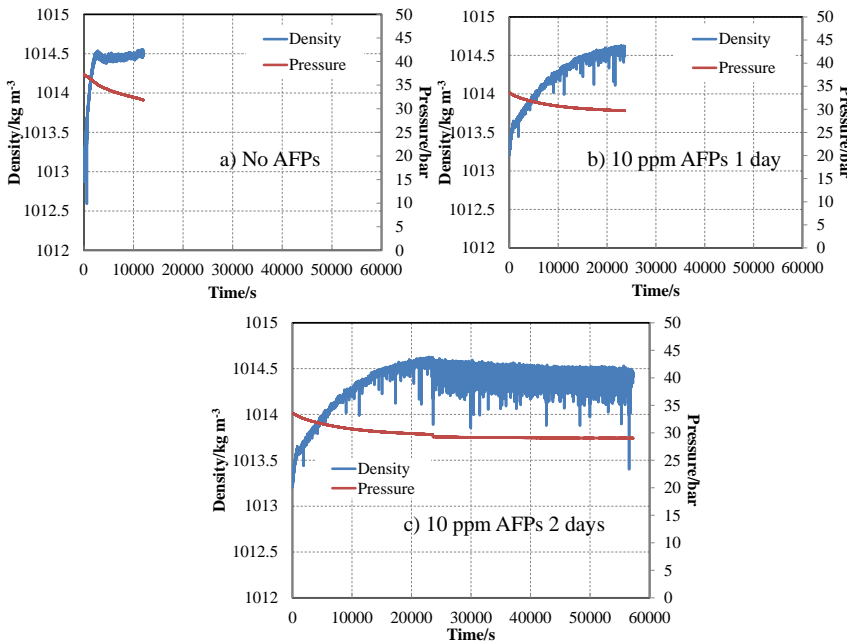 1015
1014.5
1014
1013.5
1013
1012.5
1012
Density/kg m-3
50
45
40
35
30
25
20
15
10
5
0
Pressure/bar
Density
Pressure
a) No AFPs
0 10000 20000 30000 40000 50000 60000
Time/s
1015
1014.5
1014
1013.5
1013
1012.5
1012
Density/kg m-3
50
45
40
35
30
25
20
15
10
5
0
Pressure/bar
Density
Pressure
b) 10 ppm AFPs 1 day
0 10000 20000 30000 40000 50000 60000
Time/s
1015
1014.5
1014
1013.5
1013
1012.5
1012
Density/kg m-3
50
45
40
35
30
25
20
15
10
5
0
Pressure/bar
Density
Pressure
c) 10 ppm AFPs 2 days
0 10000 20000 30000 40000 50000 60000
Time/s